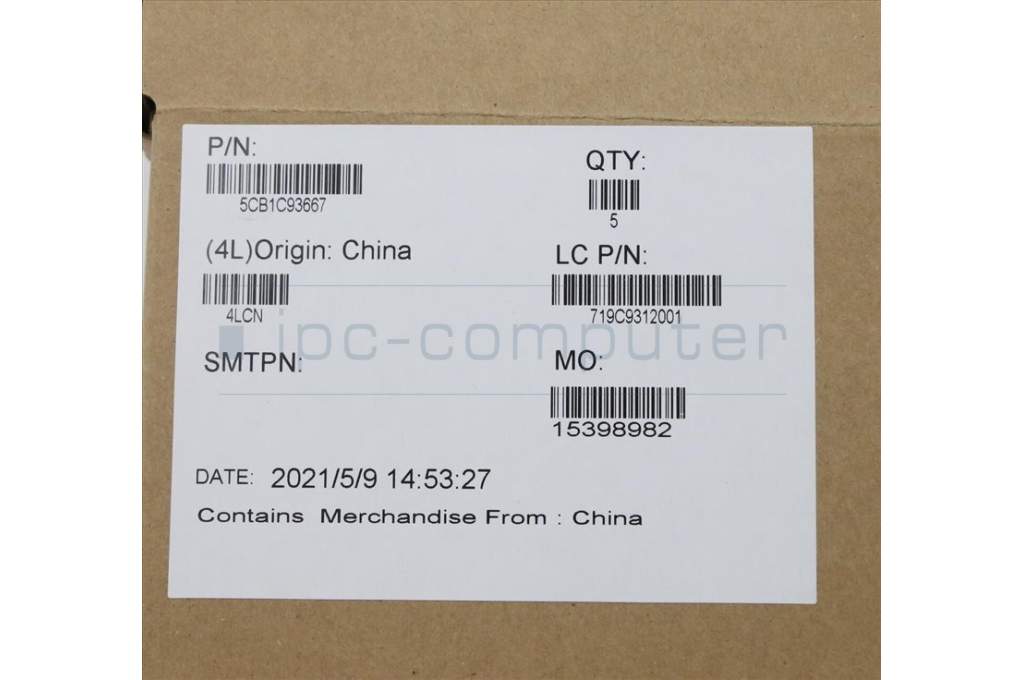 P/N:
5CB1C93667
QTY:
5
(4L)Origin: China
4LCN
LC P/N:
719C9312001
ipc-computer
SMTPN:
MO:
15398982
DATE: 2021/5/9 14:53:27
Contains Merchandise From : China